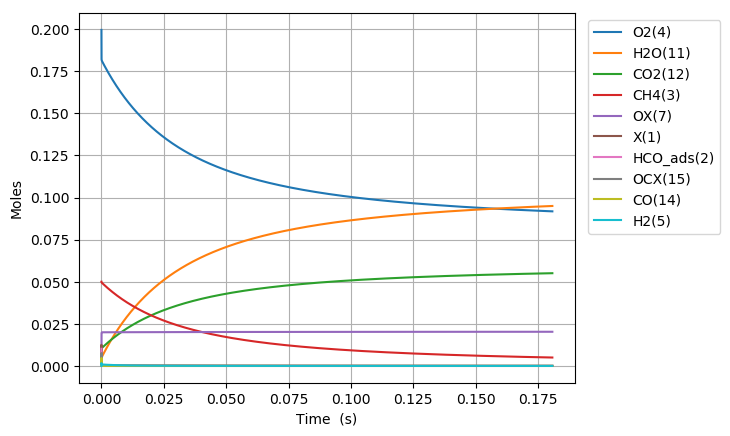 0.200
0.175
0.150
0.125
0.100
0.075
0.050
0.025
0.000
Moles
0.000 0.025 0.050 0.075 0.100 0.125 0.150 0.175
Time (s)
O2(4)
H2O(11)
CO2(12)
CH4(3)
OX(7)
X(1)
HCO_ads(2)
OCX(15)
CO(14)
H2(5)